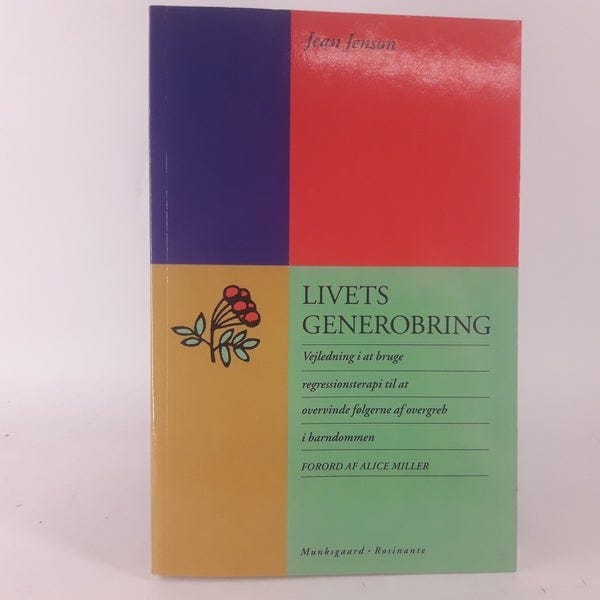 Jean Jenson
LIVETS
GENEROBRING
Vejledning i at bruge
regressionsterapi til at
overvinde følgerne af overgreb
i barndommen
FORORD AF ALICE MILLER
Munksgaard · Rosinante